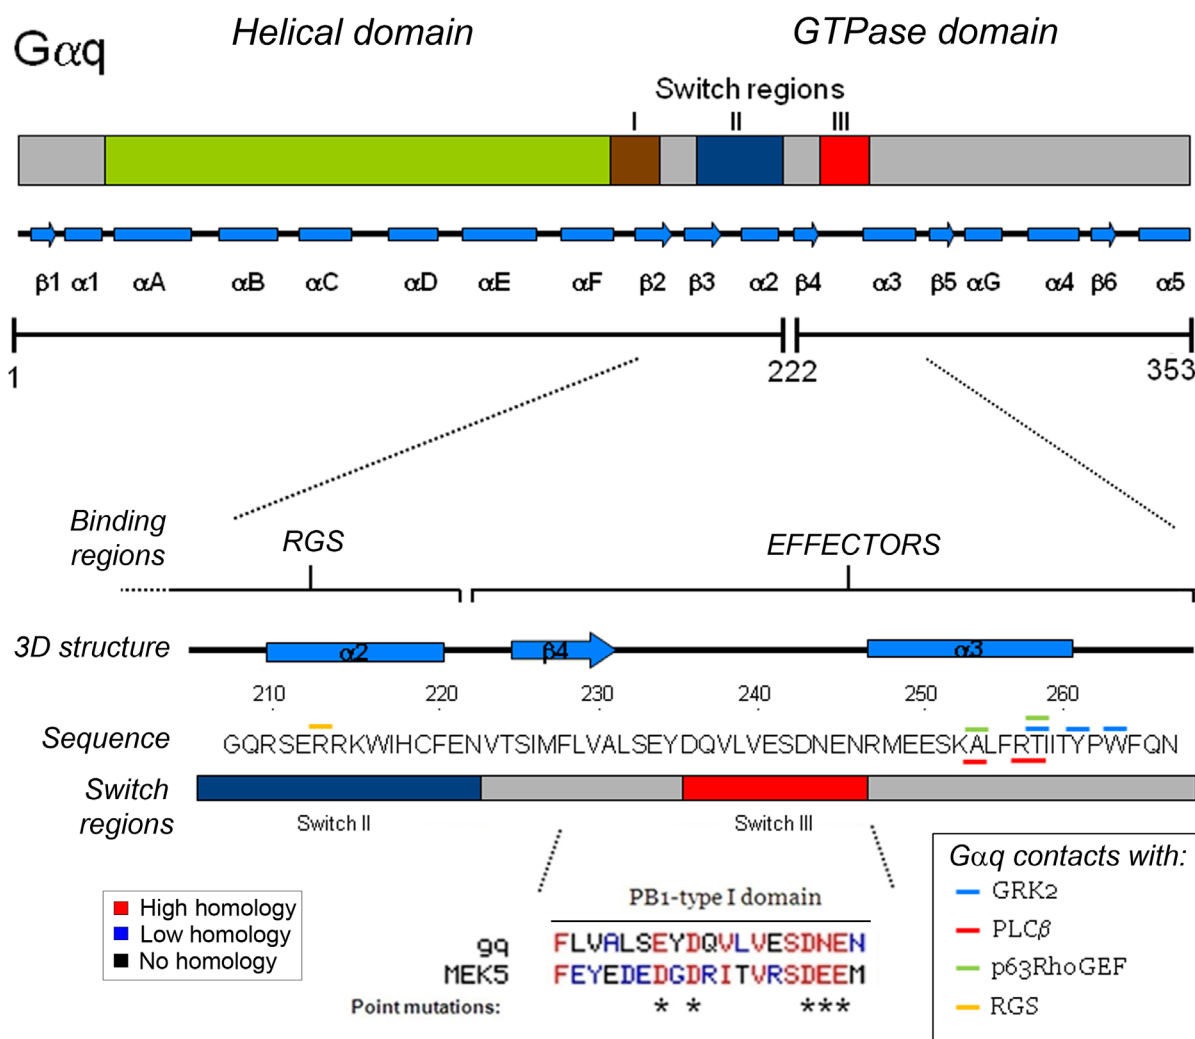 Gαq
Helical domain
GTPase domain
Switch regions
I II III
β1 α1 αA αB αC αD αE αF β2 β3 α2 β4 α3 β5 αG α4 β6 α5
1 222 353
Binding
regions
RGS
EFFECTORS
3D structure
α2 β4 α3
210 220 230 240 250 260
Sequence
GQRSERRKWIHCFENVTSIMFLVALSEYDQVLVESDNENRMEESKALFRTIITYPWFQN
Switch
regions
Switch II
Switch III
Gαq contacts with:
GRK2
PLCβ
p63RhoGEF
RGS
High homology
Low homology
No homology
PB1-type I domain
gq FLVALSEYDQVLVESDNEN
MEK5 FEYEDEDGDRITVRSDEEM
Point mutations: * * ***